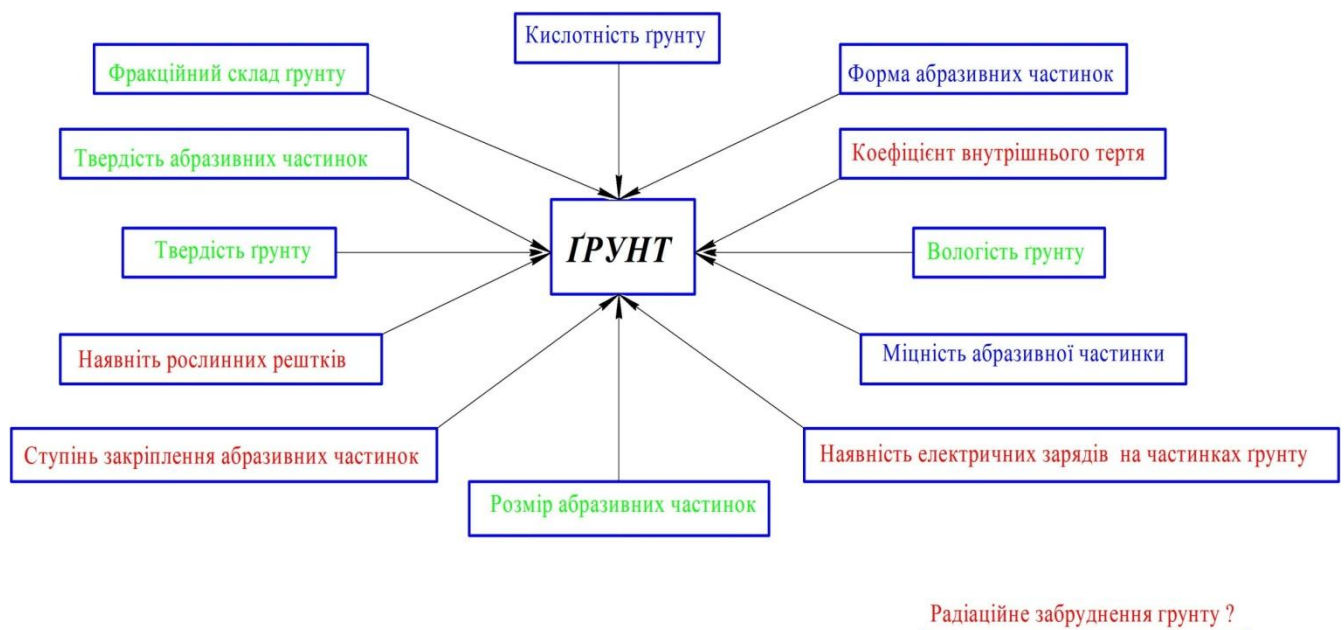 Кислотність ґрунту
Фракційний склад ґрунту
Форма абразивних частинок
Твердість абразивних частинок
Коефіцієнт внутрішнього тертя
Твердість ґрунту
ҐРУНТ
Вологість ґрунту
Наявніть рослинних рештків
Міцність абразивної частинки
Ступінь закріплення абразивних частинок
Наявність електричних зарядів на частинках ґрунту
Розмір абразивних частинок
Радіаційне забруднення грунту ?